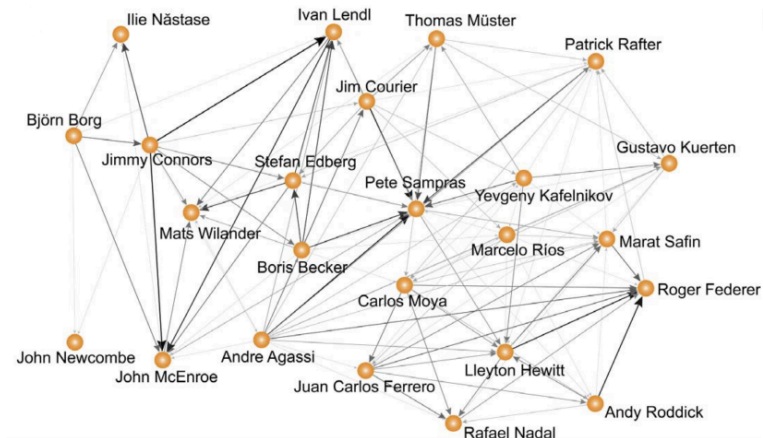 Ilie Năstase
Ivan Lendl
Thomas Müster
Patrick Rafter
Jim Courier
Björn Borg
Jimmy Connors
Stefan Edberg
Gustavo Kuerten
Pete Sampras
Yevgeny Kafelnikov
Mats Wilander
Marcelo Ríos
Marat Safin
Boris Becker
Roger Federer
Carlos Moya
John Newcombe
John McEnroe
Andre Agassi
Juan Carlos Ferrero
Lleyton Hewitt
Andy Roddick
Rafael Nadal